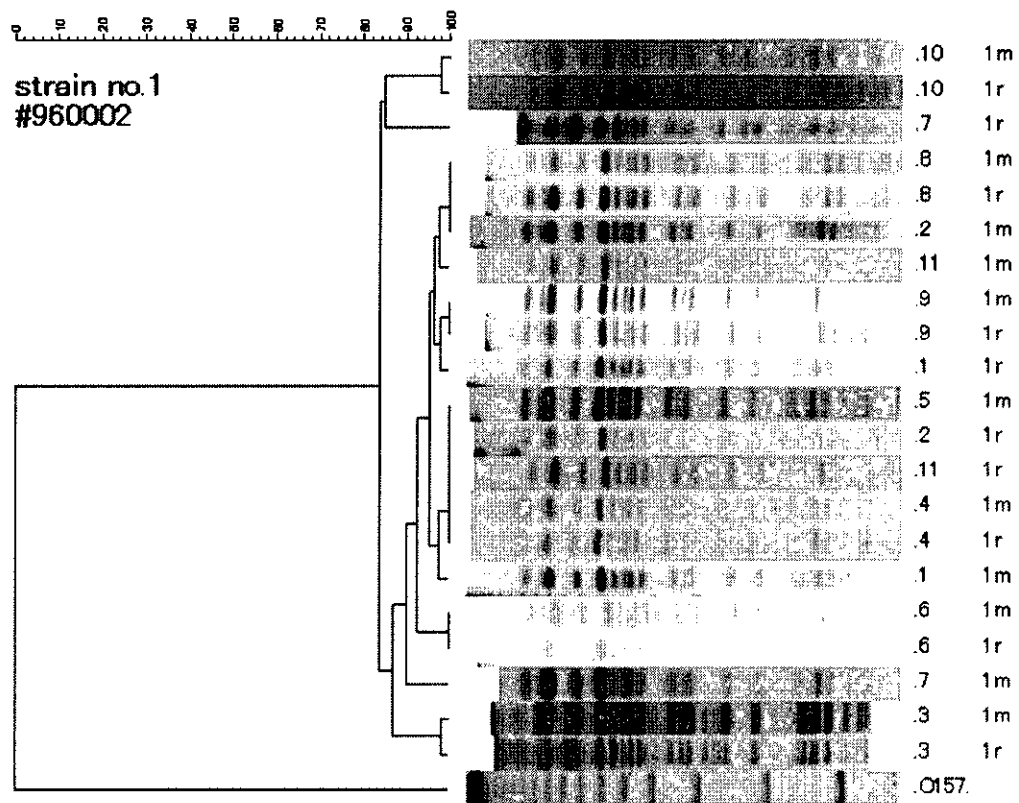 0 10 20 30 40 50 60 70 80 90 100
strain no.1
#960002
.10 1m
.10 1r
.7 1r
.8 1m
.8 1r
.2 1m
.11 1m
.9 1m
.9 1r
.1 1r
.5 1m
.2 1r
.11 1r
.4 1m
.4 1r
.1 1m
.6 1m
.6 1r
.7 1m
.3 1m
.3 1r
.O157.